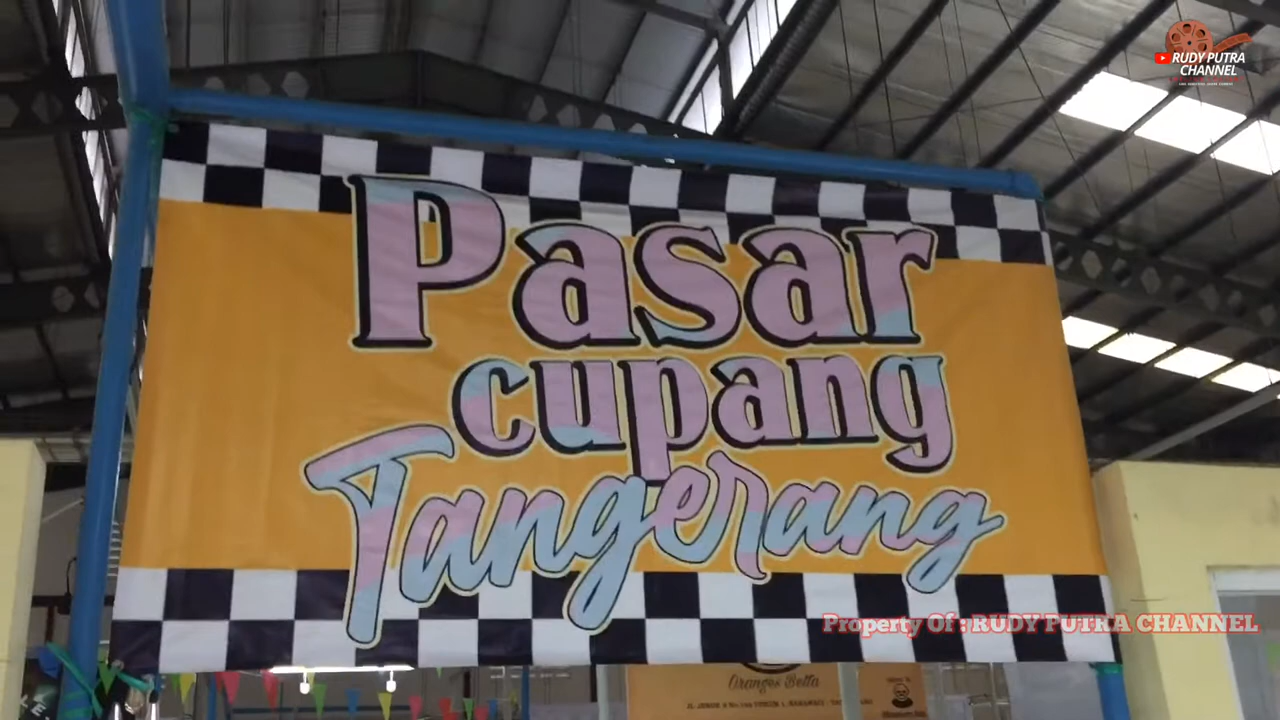 RUDY PUTRA
CHANNEL
Pasar
cupang
Tangerang
Property Of : RUDY PUTRA CHANNEL
Oranges Betta